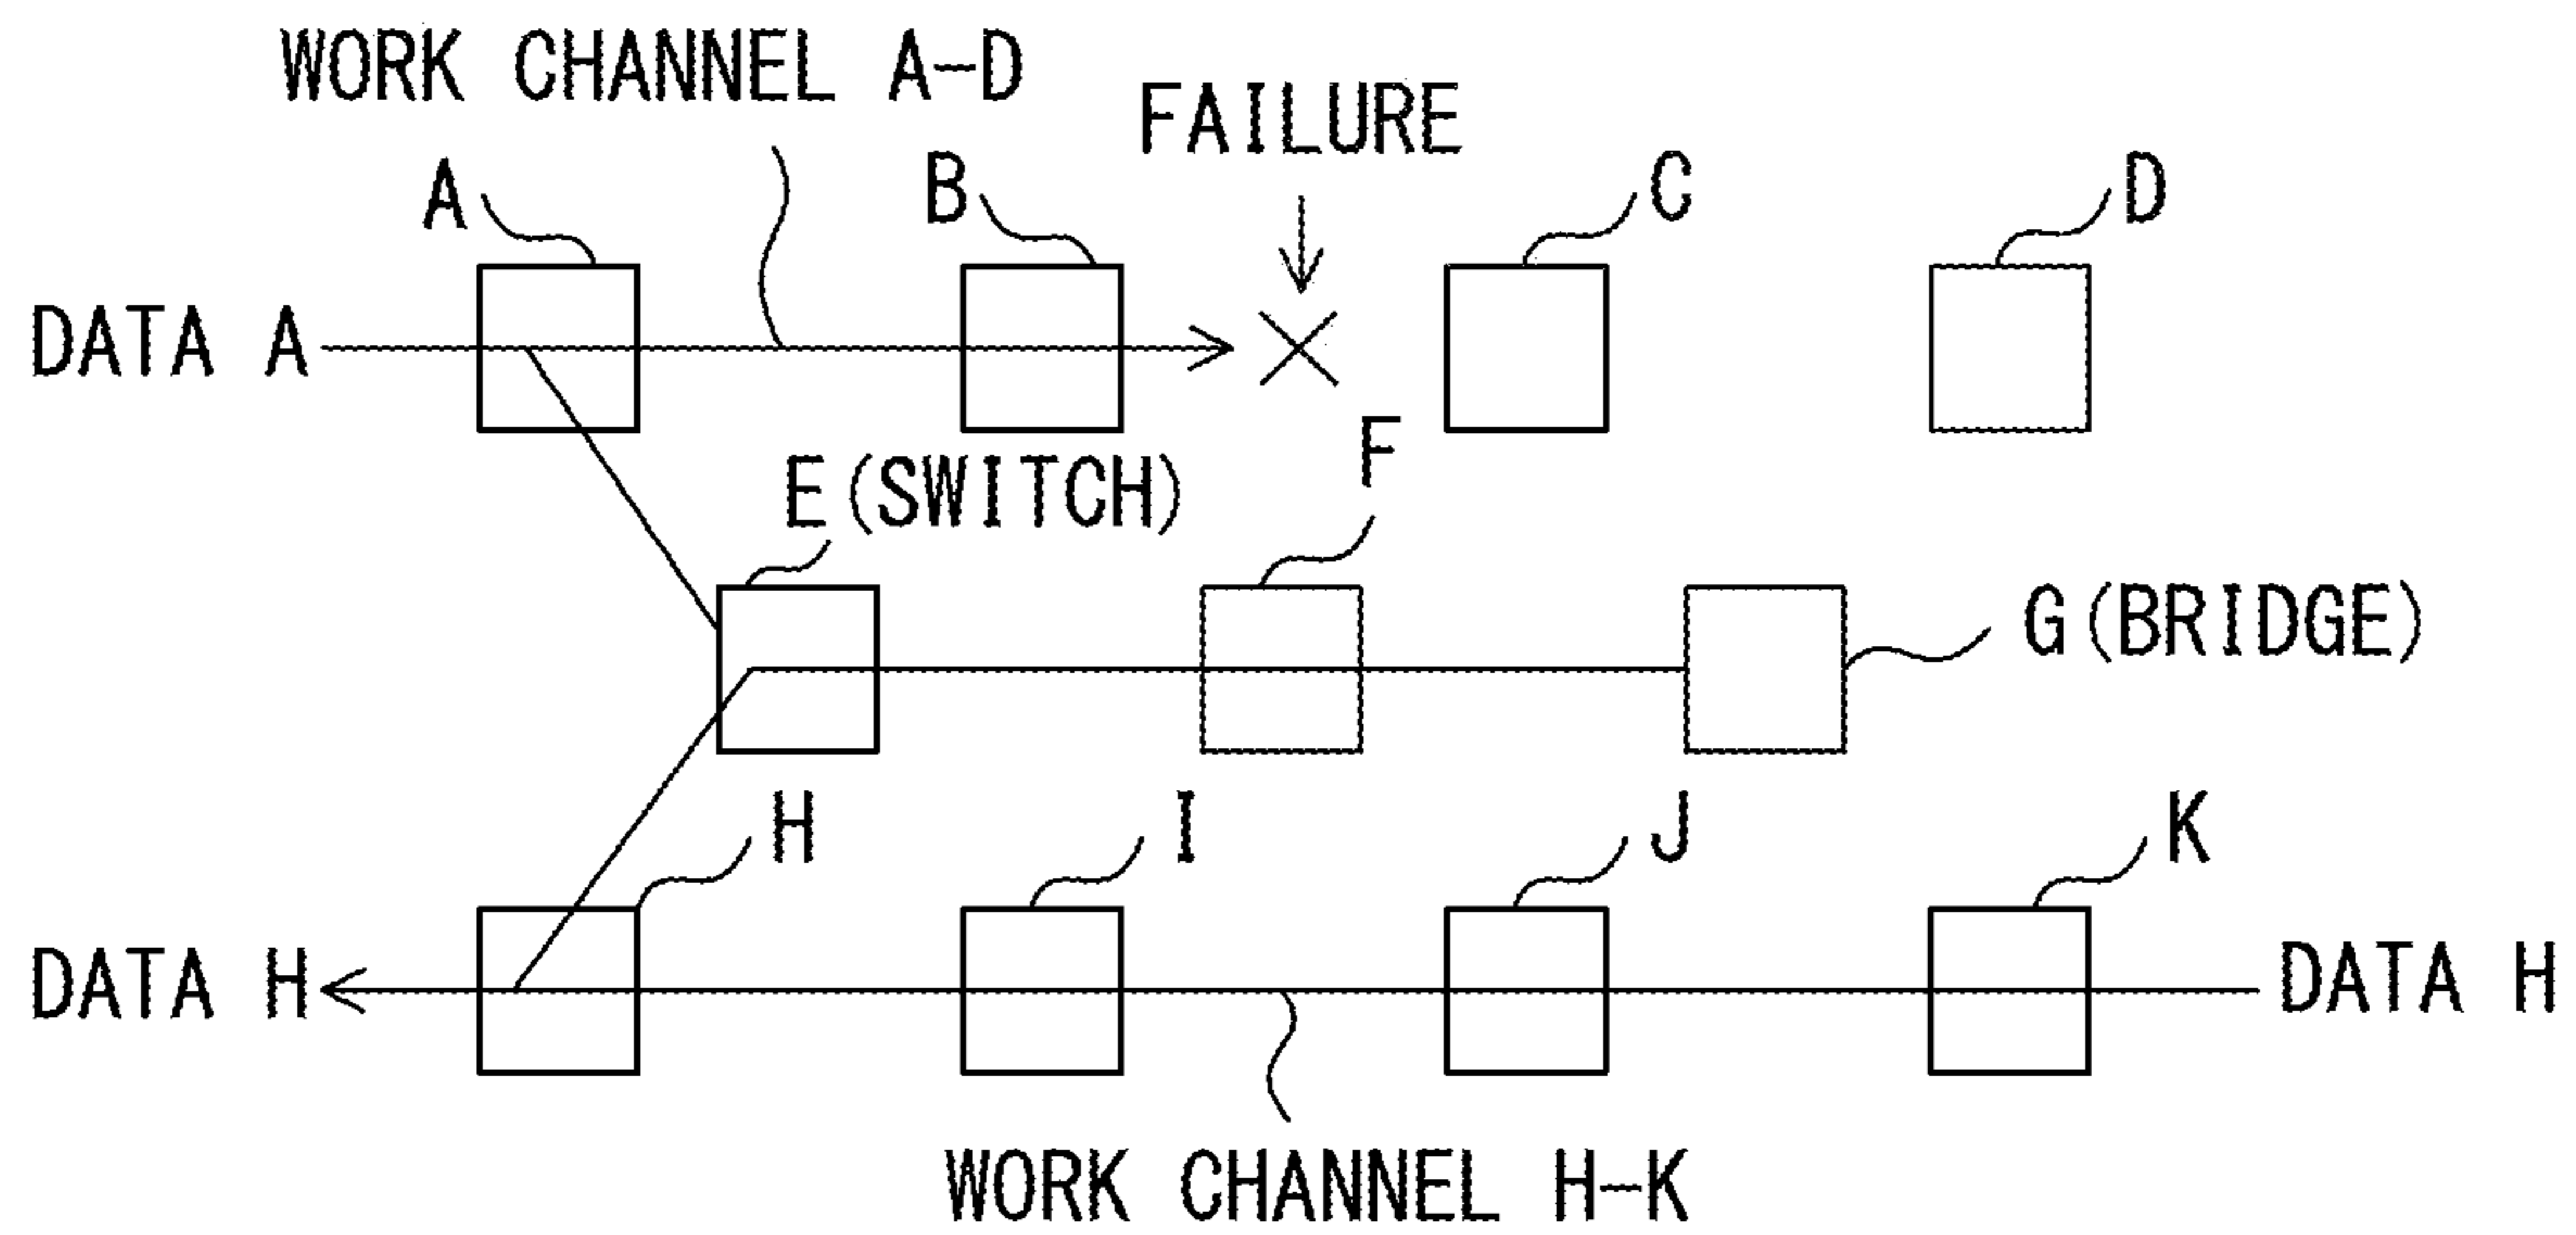 WORK CHANNEL A-D
FAILURE
A
B
C
D
DATA A
E(SWITCH)
F
G(BRIDGE)
H
I
J
K
DATA H
DATA H
WORK CHANNEL H-K